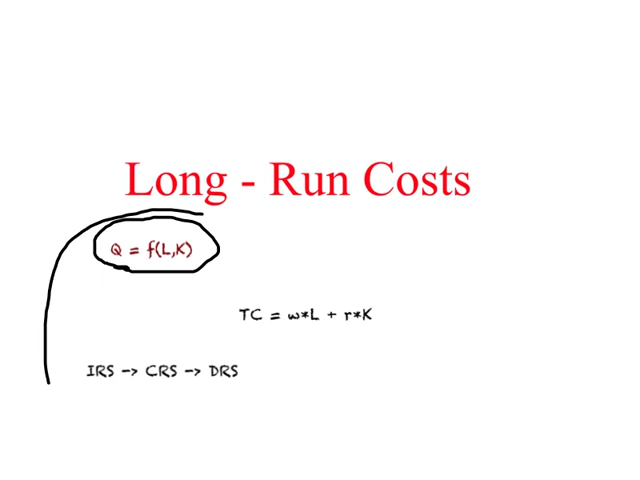 Long - Run Costs
Q = f(L,K)
TC = w*L + r*K
IRS -> CRS -> DRS